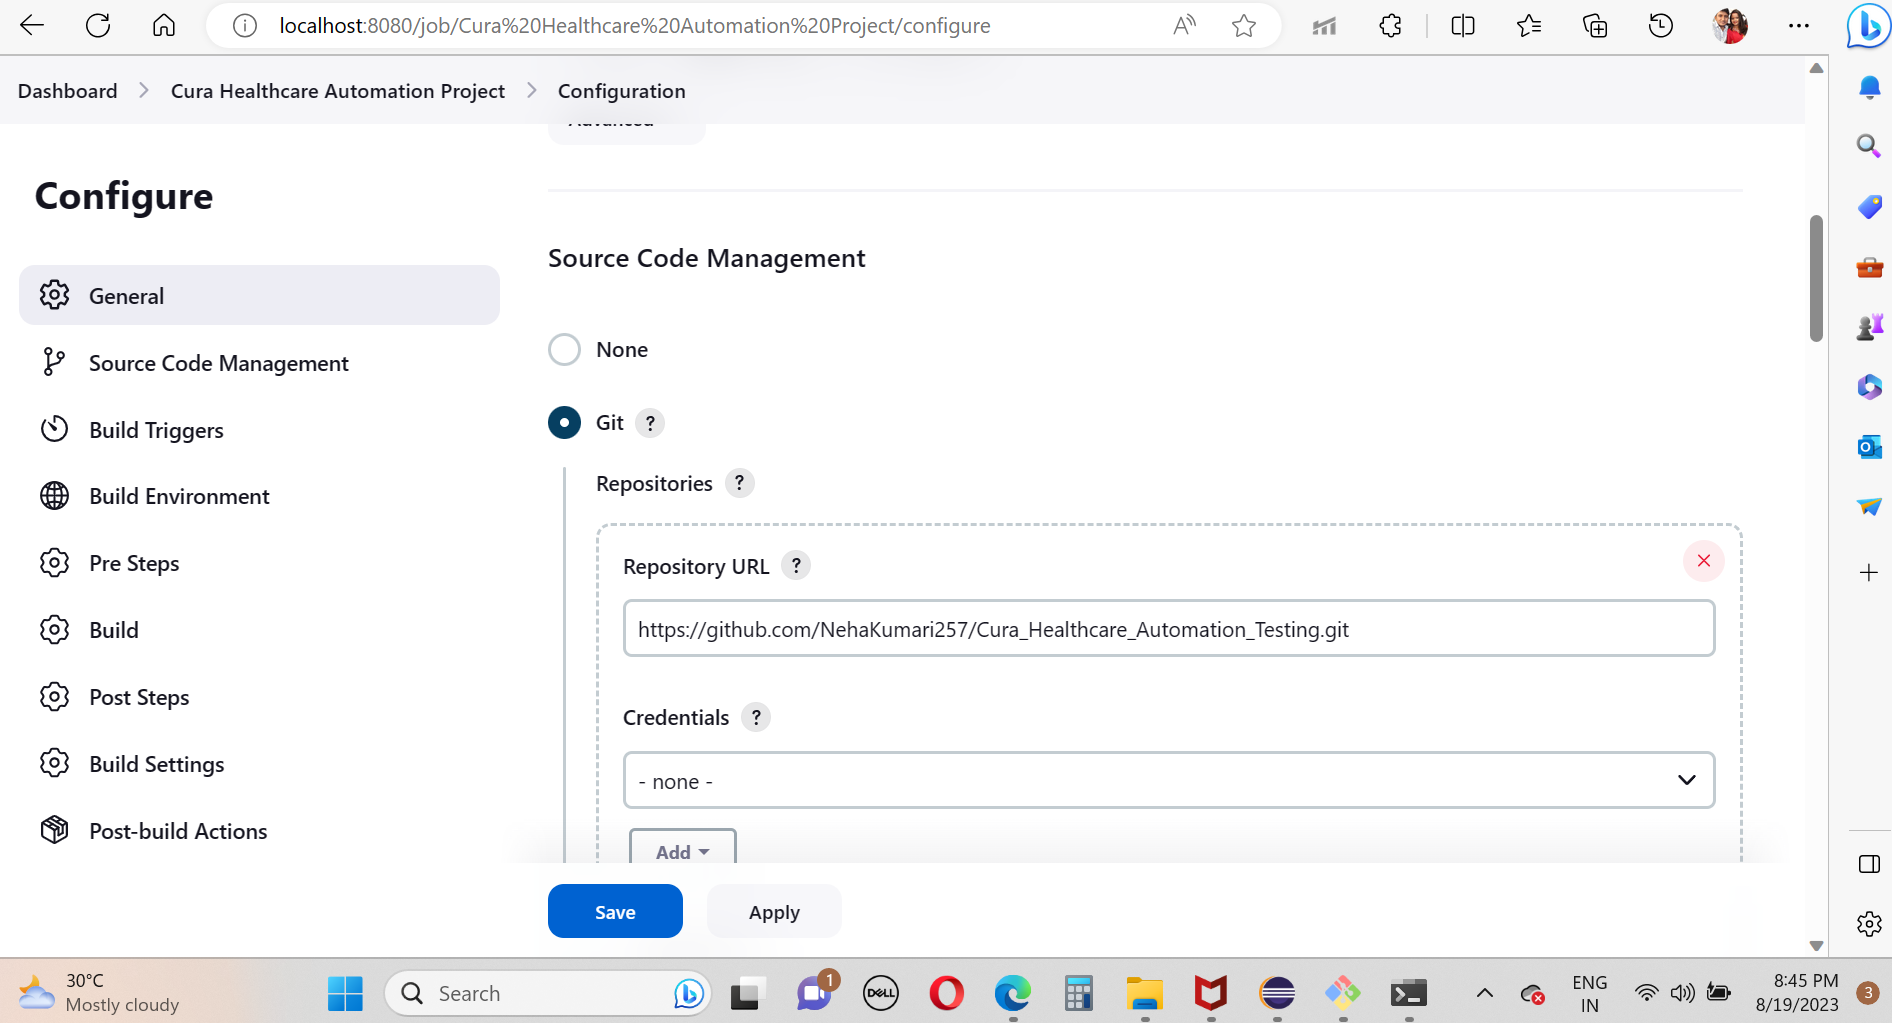 localhost:8080/job/Cura%20Healthcare%20Automation%20Project/configure
Dashboard > Cura Healthcare Automation Project > Configuration
Advanced
Configure
General
Source Code Management
Build Triggers
Build Environment
Pre Steps
Build
Post Steps
Build Settings
Post-build Actions
Source Code Management
None
Git ?
Repositories ?
Repository URL ?
https://github.com/NehaKumari257/Cura_Healthcare_Automation_Testing.git
Credentials ?
- none -
Add
Save Apply
30°C
Mostly cloudy
Search
1
DELL
ENG
IN
8:45 PM
8/19/2023
3